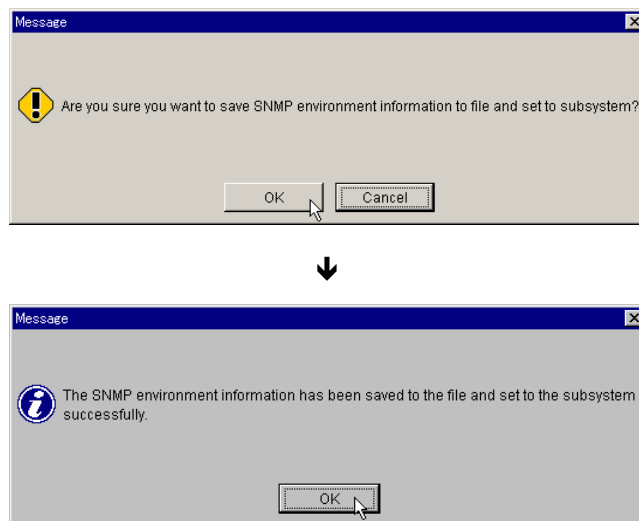 Message
Are you sure you want to save SNMP environment information to file and set to subsystem?
OK
Cancel
Message
The SNMP environment information has been saved to the file and set to the subsystem
successfully.
OK